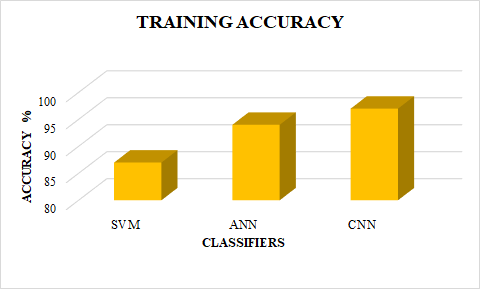 TRAINING ACCURACY
ACCURACY %
100
95
90
85
80
SVM
ANN
CNN
CLASSIFIERS